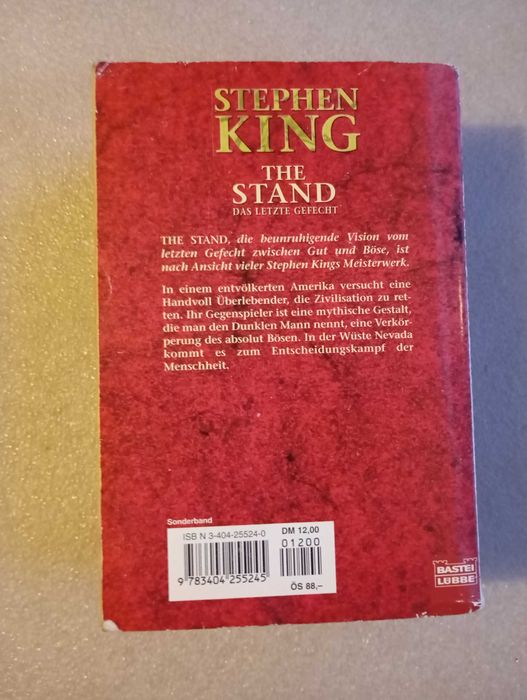 STEPHEN
KING
THE
STAND
DAS LETZTE GEFECHT
THE STAND, die beunruhigende Vision vom
letzten Gefecht zwischen Gut und Böse, ist
nach Ansicht vieler Stephen Kings Meisterwerk.
In einem entvölkerten Amerika versucht eine
Handvoll Überlebender, die Zivilisation zu ret-
ten. Ihr Gegenspieler ist eine mythische Gestalt,
die man den Dunklen Mann nennt, eine Verkör-
perung des absolut Bösen. In der Wüste Nevada
kommt es zum Entscheidungskampf der
Menschheit.
Sonderband
ISBN 3-404-25524-0
DM 12,00
01200
9 783404 255245
ÖS 88,–
BASTEI
LÜBBE